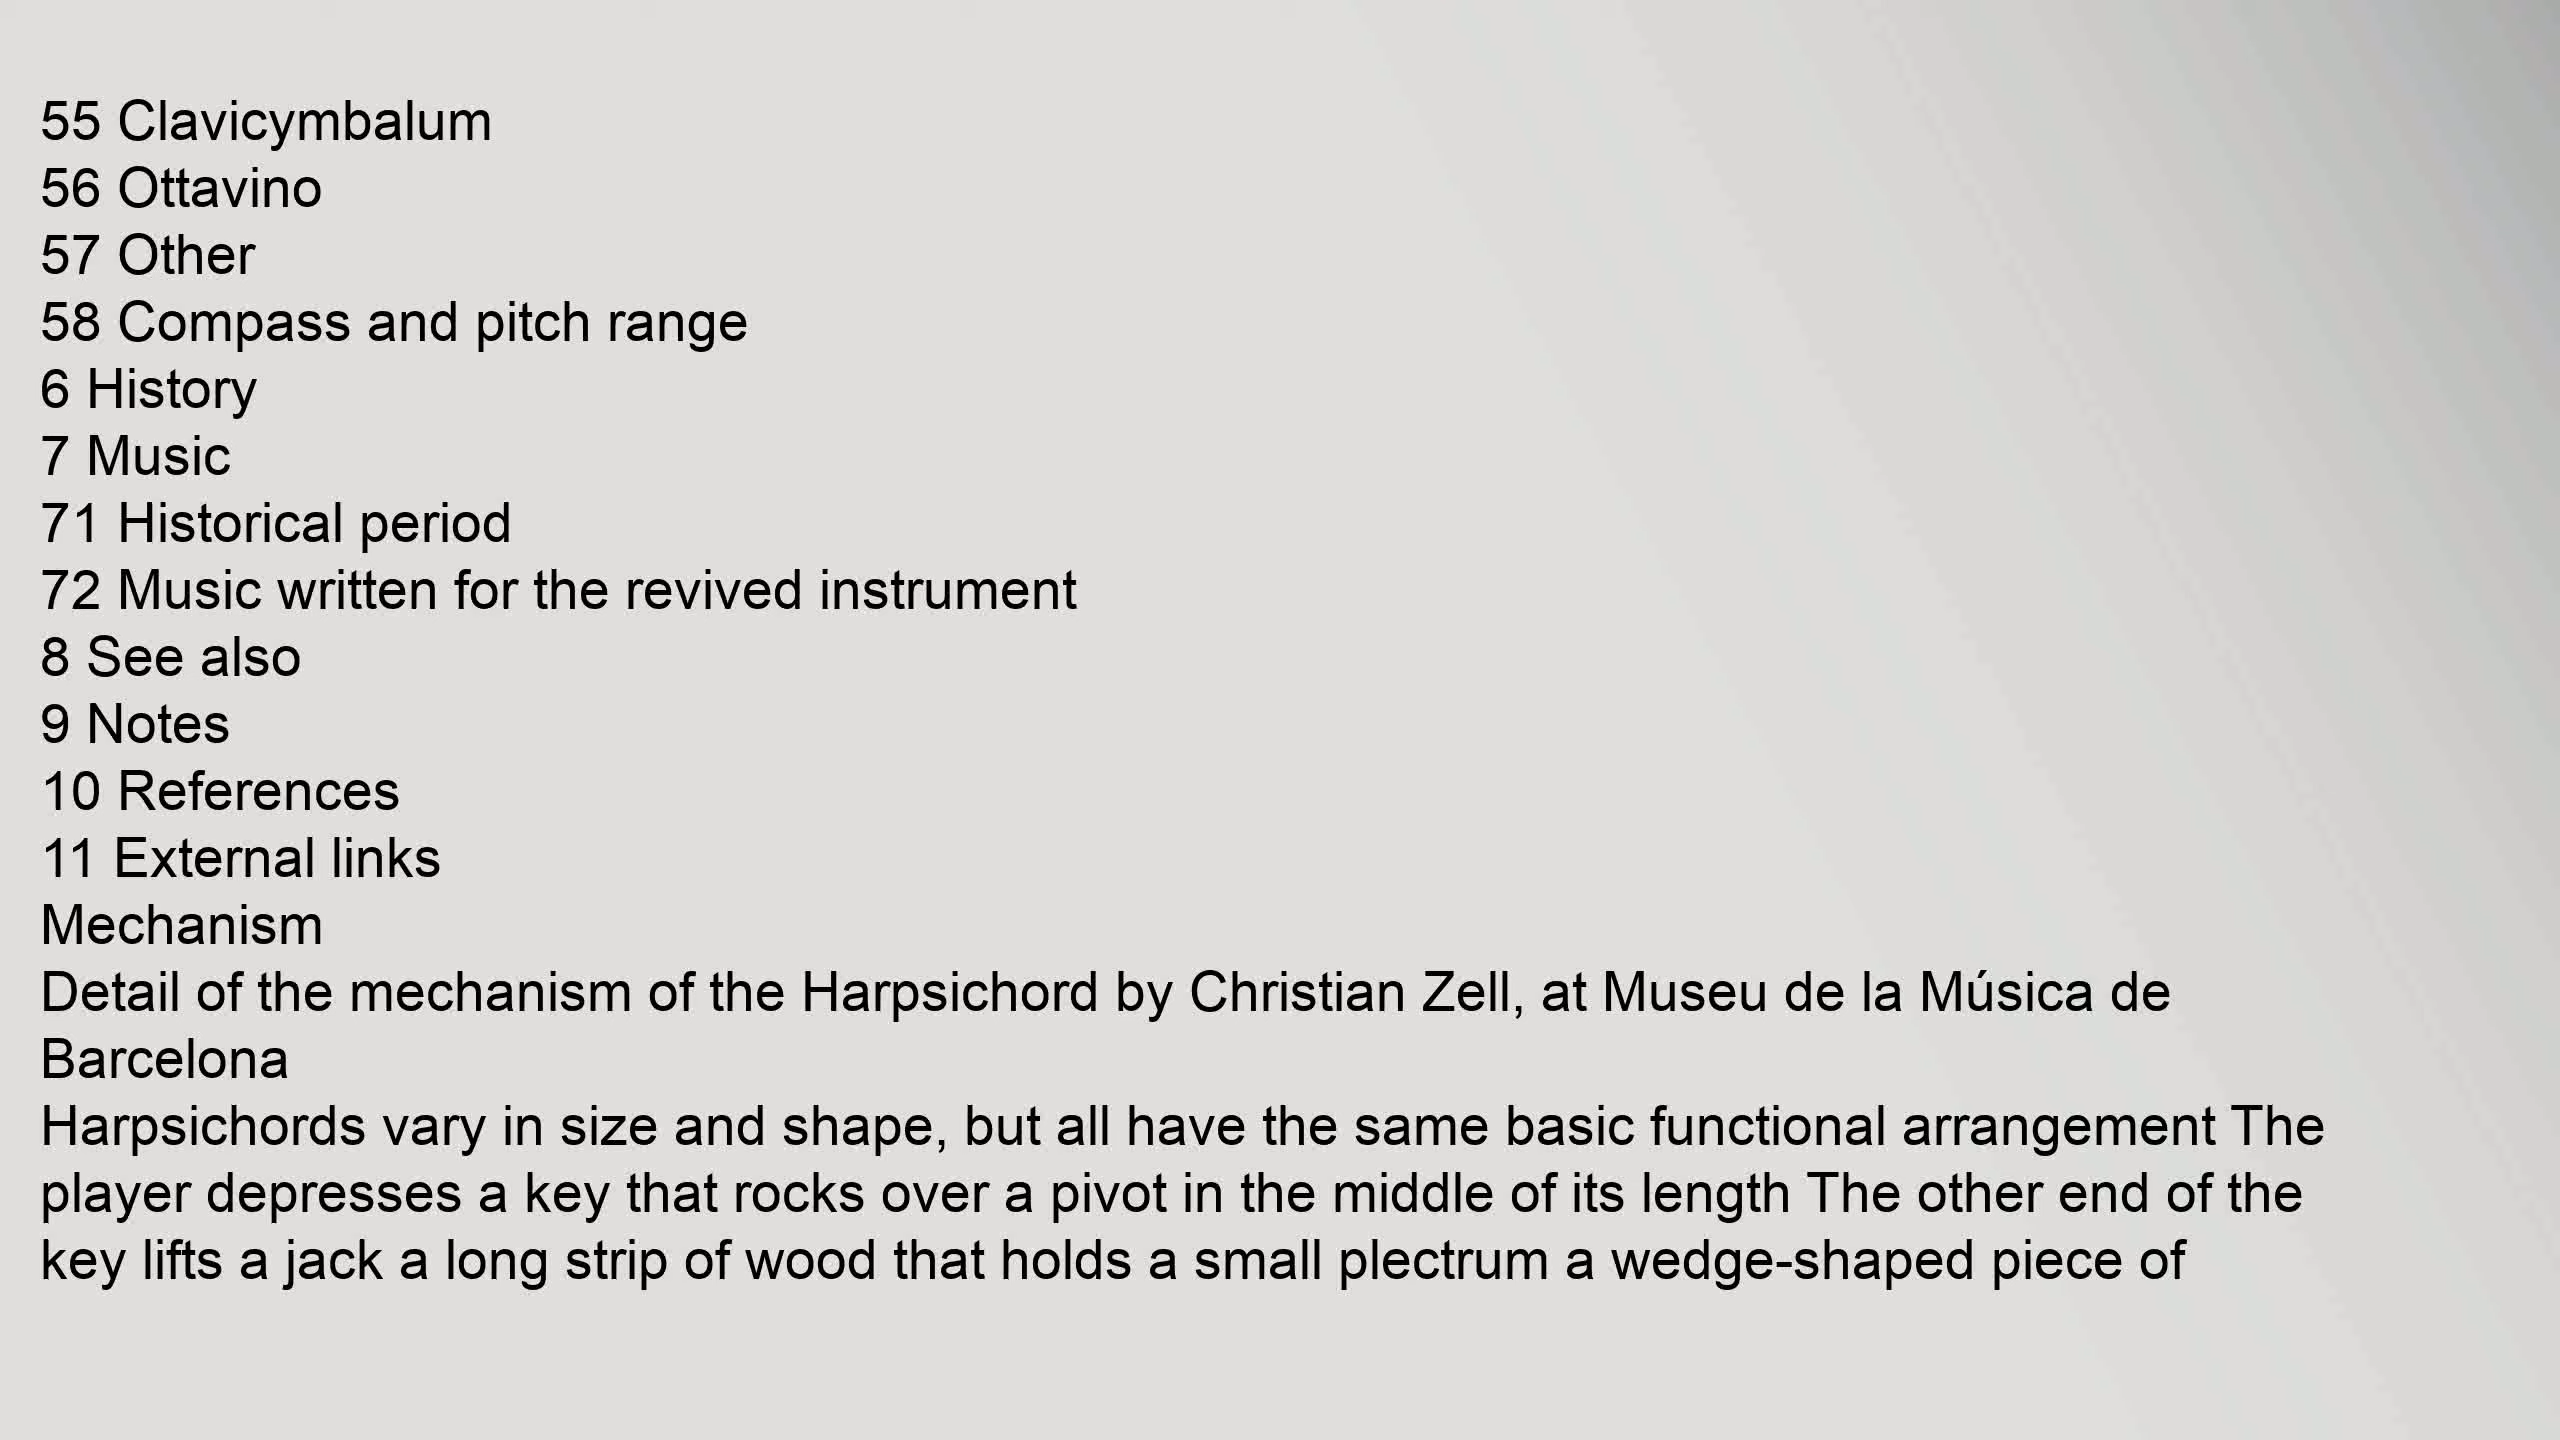 55 Clavicymbalum
56 Ottavino
57 Other
58 Compass and pitch range
6 History
7 Music
71 Historical period
72 Music written for the revived instrument
8 See also
9 Notes
10 References
11 External links
Mechanism
Detail of the mechanism of the Harpsichord by Christian Zell, at Museu de la Música de
Barcelona
Harpsichords vary in size and shape, but all have the same basic functional arrangement The
player depresses a key that rocks over a pivot in the middle of its length The other end of the
key lifts a jack a long strip of wood that holds a small plectrum a wedge-shaped piece of